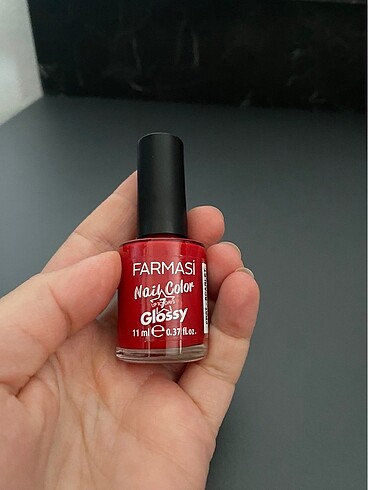 FARMASİ
Nail Color
Glossy
11 ml ℮ 0.37 fl.oz.